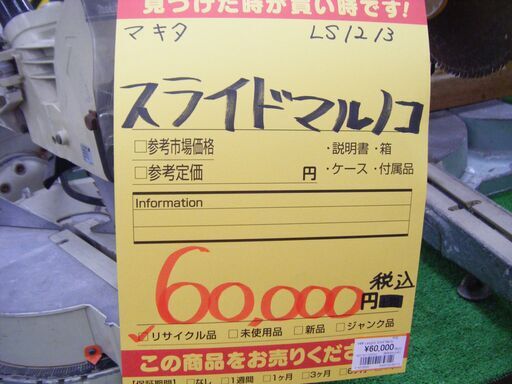 見つけた時が買い時です!
マキタ LS1213
スライドマルノコ
□参考市場価格 ・説明書・箱
□参考定価 円 ・ケース・付属品
Information
60,000円 税込
✓□リサイクル品 □未使用品 □新品 □ジャンク品
この商品をお売りくださ
¥60,000
□なし □1週間 □1ヶ月 □3ヶ月